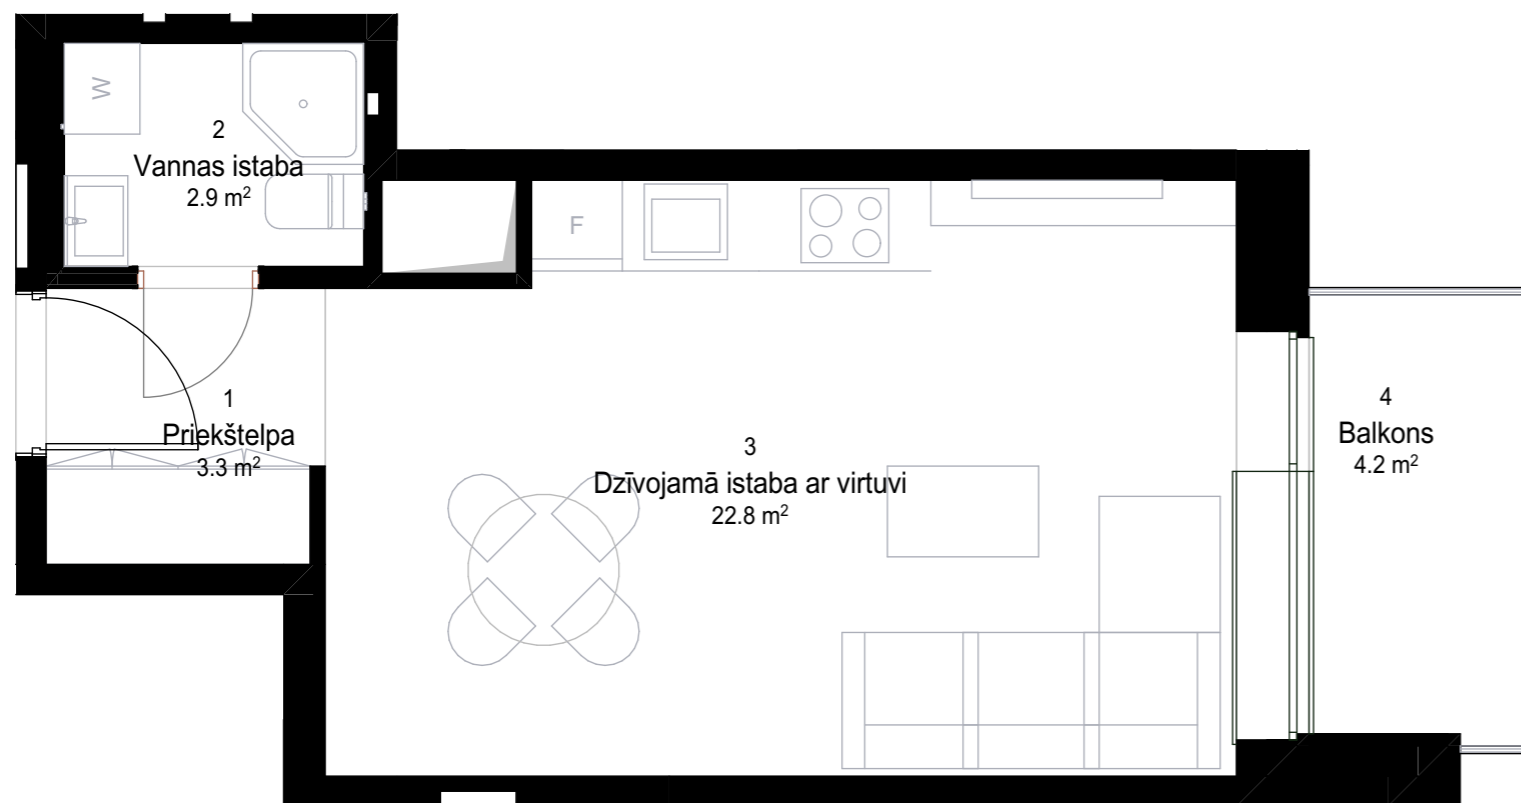 W
2
Vannas istaba
2.9 m²
F
1
Priekštelpa
3.3 m²
3
Dzīvojamā istaba ar virtuvi
22.8 m²
4
Balkons
4.2 m²